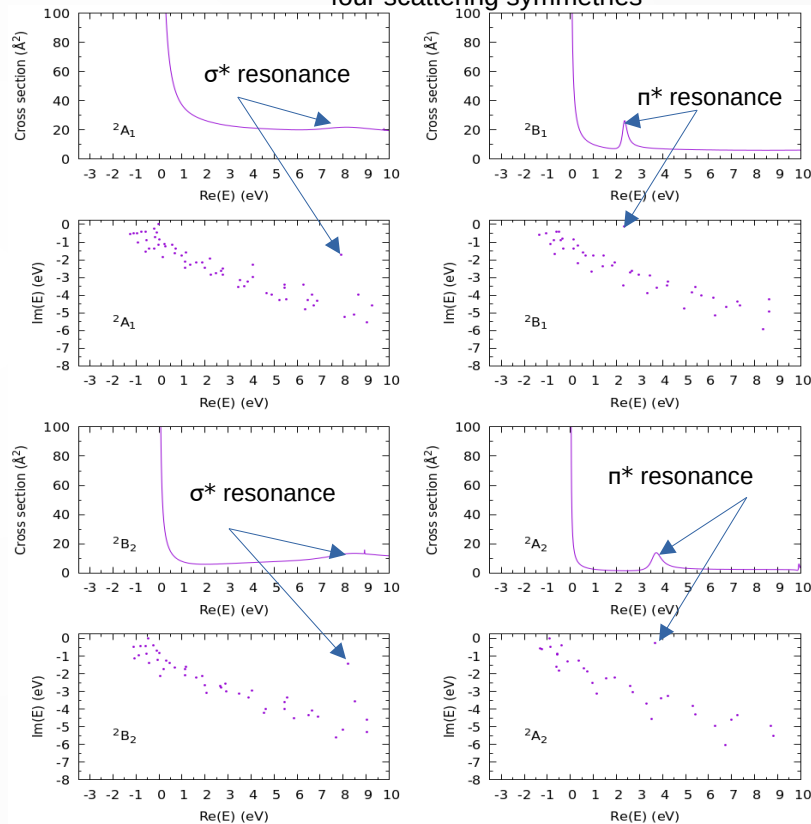 four scattering symmetries
Cross section (Å²)
100
80
60
40
20
0
σ* resonance
²A₁
-3 -2 -1 0 1 2 3 4 5 6 7 8 9 10
Re(E) (eV)
Cross section (Å²)
100
80
60
40
20
0
π* resonance
²B₁
-3 -2 -1 0 1 2 3 4 5 6 7 8 9 10
Re(E) (eV)
Im(E) (eV)
0
-1
-2
-3
-4
-5
-6
-7
-8
²A₁
-3 -2 -1 0 1 2 3 4 5 6 7 8 9 10
Re(E) (eV)
Im(E) (eV)
0
-1
-2
-3
-4
-5
-6
-7
-8
²B₁
-3 -2 -1 0 1 2 3 4 5 6 7 8 9 10
Re(E) (eV)
Cross section (Å²)
100
80
60
40
20
0
σ* resonance
²B₂
-3 -2 -1 0 1 2 3 4 5 6 7 8 9 10
Re(E) (eV)
Cross section (Å²)
100
80
60
40
20
0
π* resonance
²A₂
-3 -2 -1 0 1 2 3 4 5 6 7 8 9 10
Re(E) (eV)
Im(E) (eV)
0
-1
-2
-3
-4
-5
-6
-7
-8
²B₂
-3 -2 -1 0 1 2 3 4 5 6 7 8 9 10
Re(E) (eV)
Im(E) (eV)
0
-1
-2
-3
-4
-5
-6
-7
-8
²A₂
-3 -2 -1 0 1 2 3 4 5 6 7 8 9 10
Re(E) (eV)